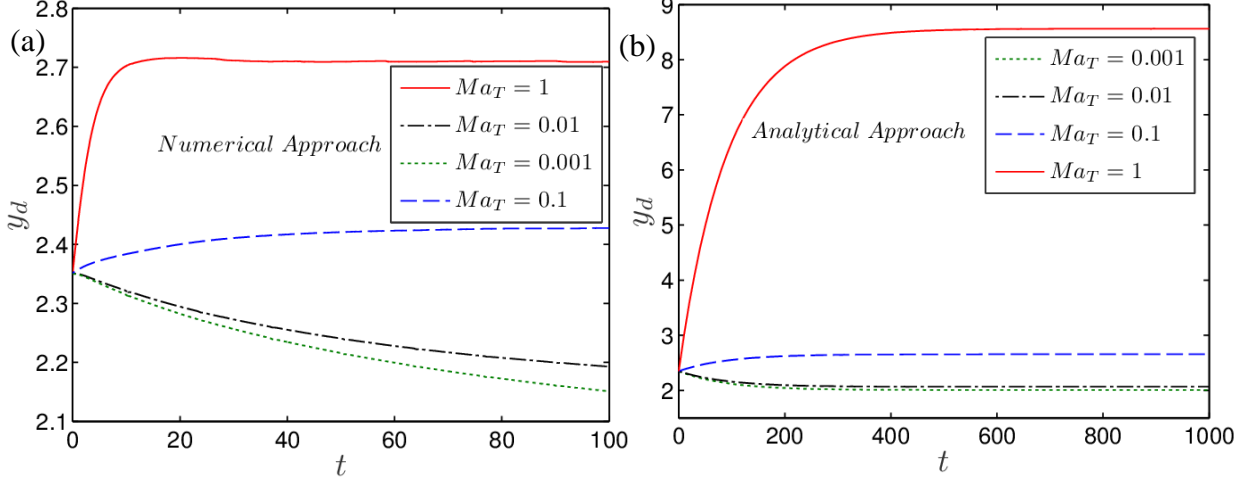 (a)
2.8
2.7
2.6
2.5
2.4
2.3
2.2
2.1
y_d
0 20 40 60 80 100
t
Numerical Approach
Ma_T = 1
Ma_T = 0.01
Ma_T = 0.001
Ma_T = 0.1
(b)
9
8
7
6
5
4
3
2
y_d
0 200 400 600 800 1000
t
Analytical Approach
Ma_T = 0.001
Ma_T = 0.01
Ma_T = 0.1
Ma_T = 1